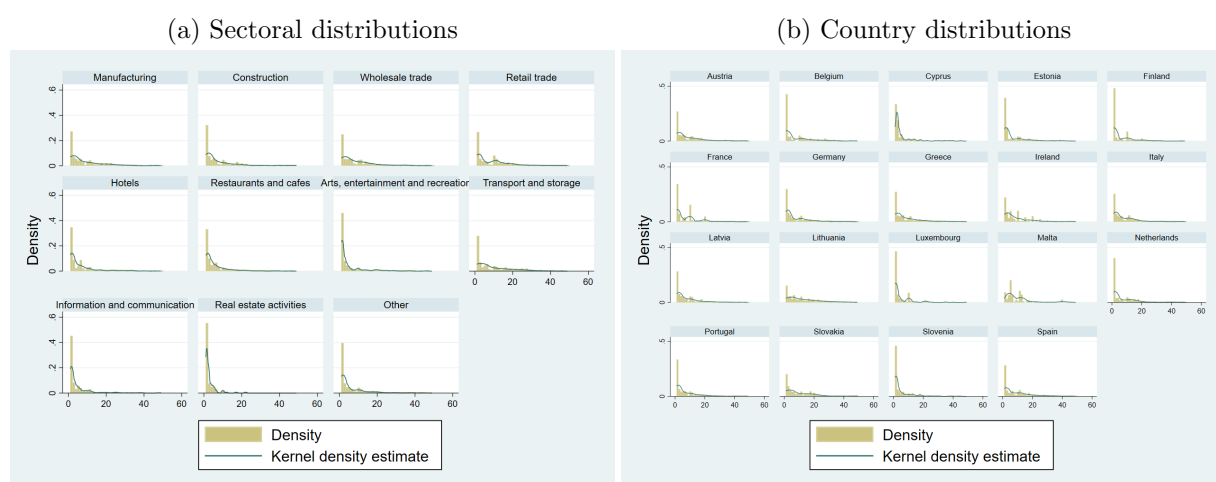 (a) Sectoral distributions
(b) Country distributions
Manufacturing Construction Wholesale trade Retail trade
0 .2 .4 .6
Hotels Restaurants and cafes Arts, entertainment and recreation Transport and storage
0 .2 .4 .6
0 20 40 60
Information and communication Real estate activities Other
0 .2 .4 .6
0 20 40 60 0 20 40 60 0 20 40 60
Density
Density
Kernel density estimate
Austria Belgium Cyprus Estonia Finland
0 .5
France Germany Greece Ireland Italy
0 .5
Latvia Lithuania Luxembourg Malta Netherlands
0 .5
0 20 40 60
Portugal Slovakia Slovenia Spain
0 .5
0 20 40 60 0 20 40 60 0 20 40 60 0 20 40 60
Density
Density
Kernel density estimate